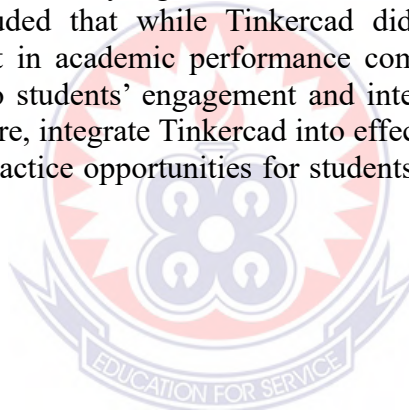 uded that while Tinkercad did
t in academic performance com
o students’ engagement and inte
re, integrate Tinkercad into effec
actice opportunities for students
EDUCATION FOR SERVICE